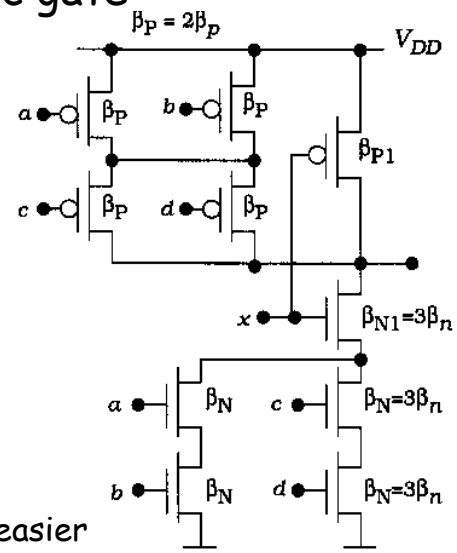 e gate
βP = 2βp
VDD
a βP b βP
βP1
c βP d βP
x βN1=3βn
a βN c βN=3βn
b βN d βN=3βn
easier